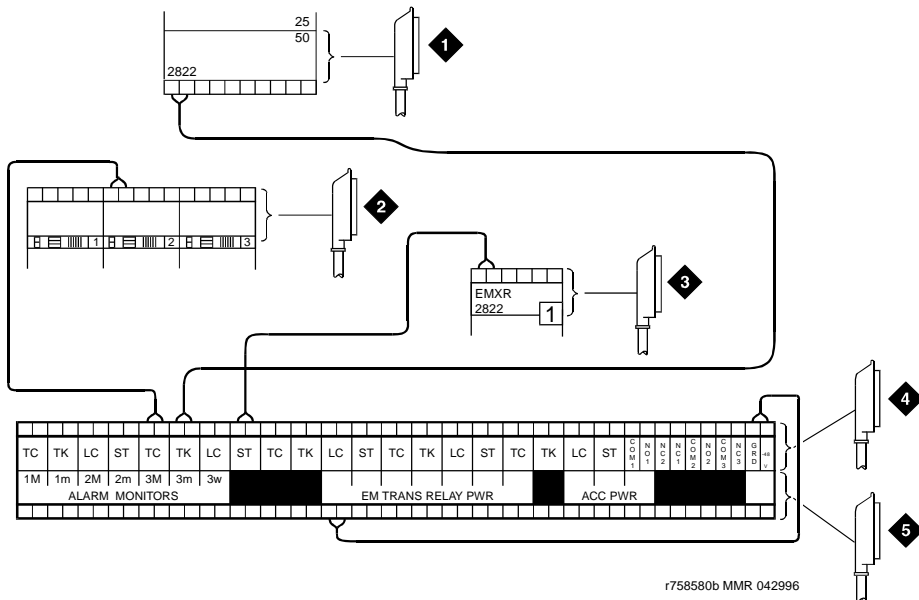 25
50
2822
1
2
1 2 3
3
EMXR
2822
1
4
TC TK LC ST TC TK LC ST TC TK LC ST TC TK LC ST TC TK LC ST COM1 NO1 NC2 NC1 COM2 NO2 COM3 NC3 GRD -48V
1M 1m 2M 2m 3M 3m 3w
ALARM MONITORS EM TRANS RELAY PWR ACC PWR
5
r758580b MMR 042996